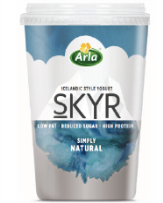 Arla
ICELANDIC STYLE YOGURT
SKYR
LOW FAT · REDUCED SUGAR · HIGH PROTEIN
SIMPLY
NATURAL